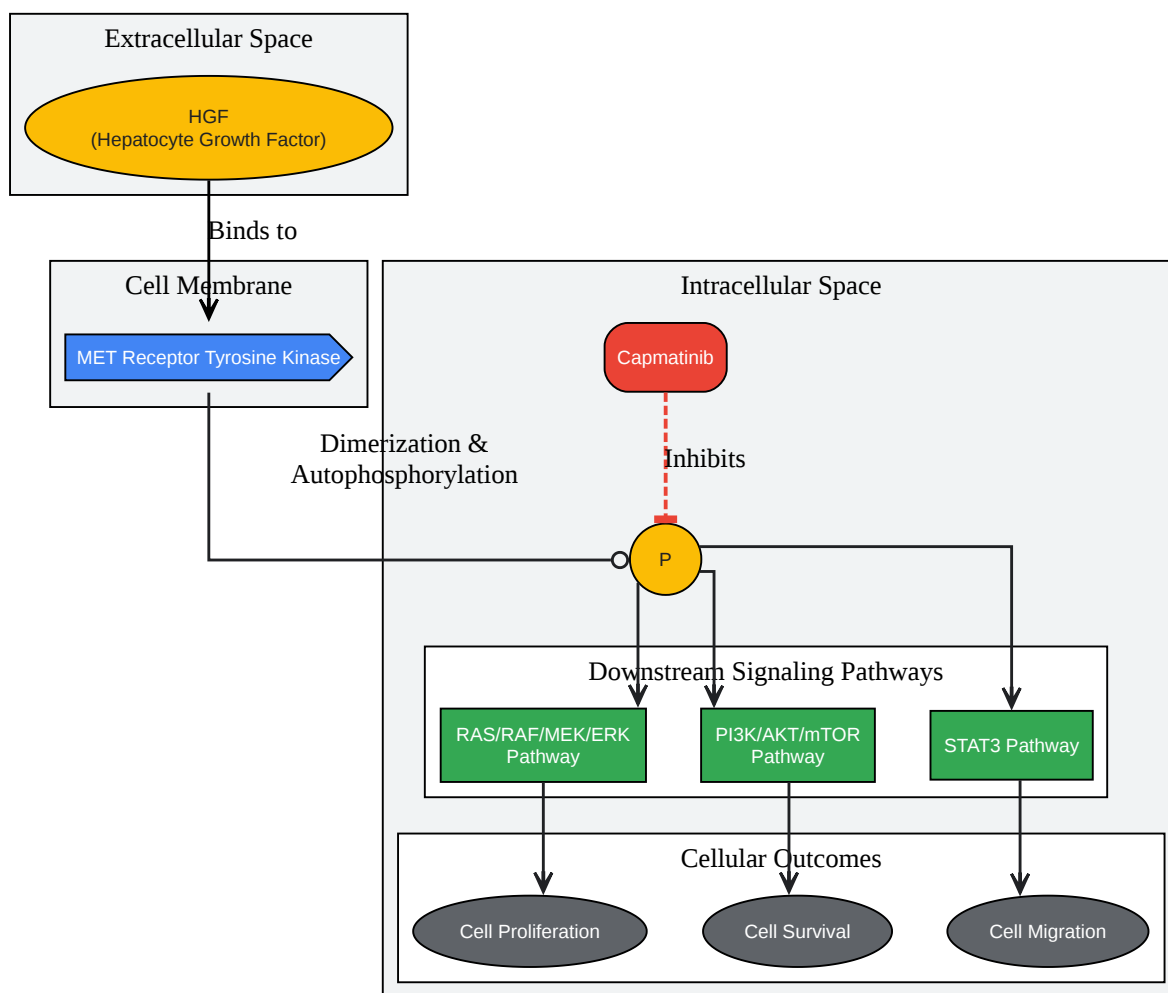 Extracellular Space
HGF
(Hepatocyte Growth Factor)
Binds to
Cell Membrane
MET Receptor Tyrosine Kinase
Intracellular Space
Capmatinib
Dimerization &
Autophosphorylation
Inhibits
P
Downstream Signaling Pathways
RAS/RAF/MEK/ERK
Pathway
PI3K/AKT/mTOR
Pathway
STAT3 Pathway
Cellular Outcomes
Cell Proliferation
Cell Survival
Cell Migration